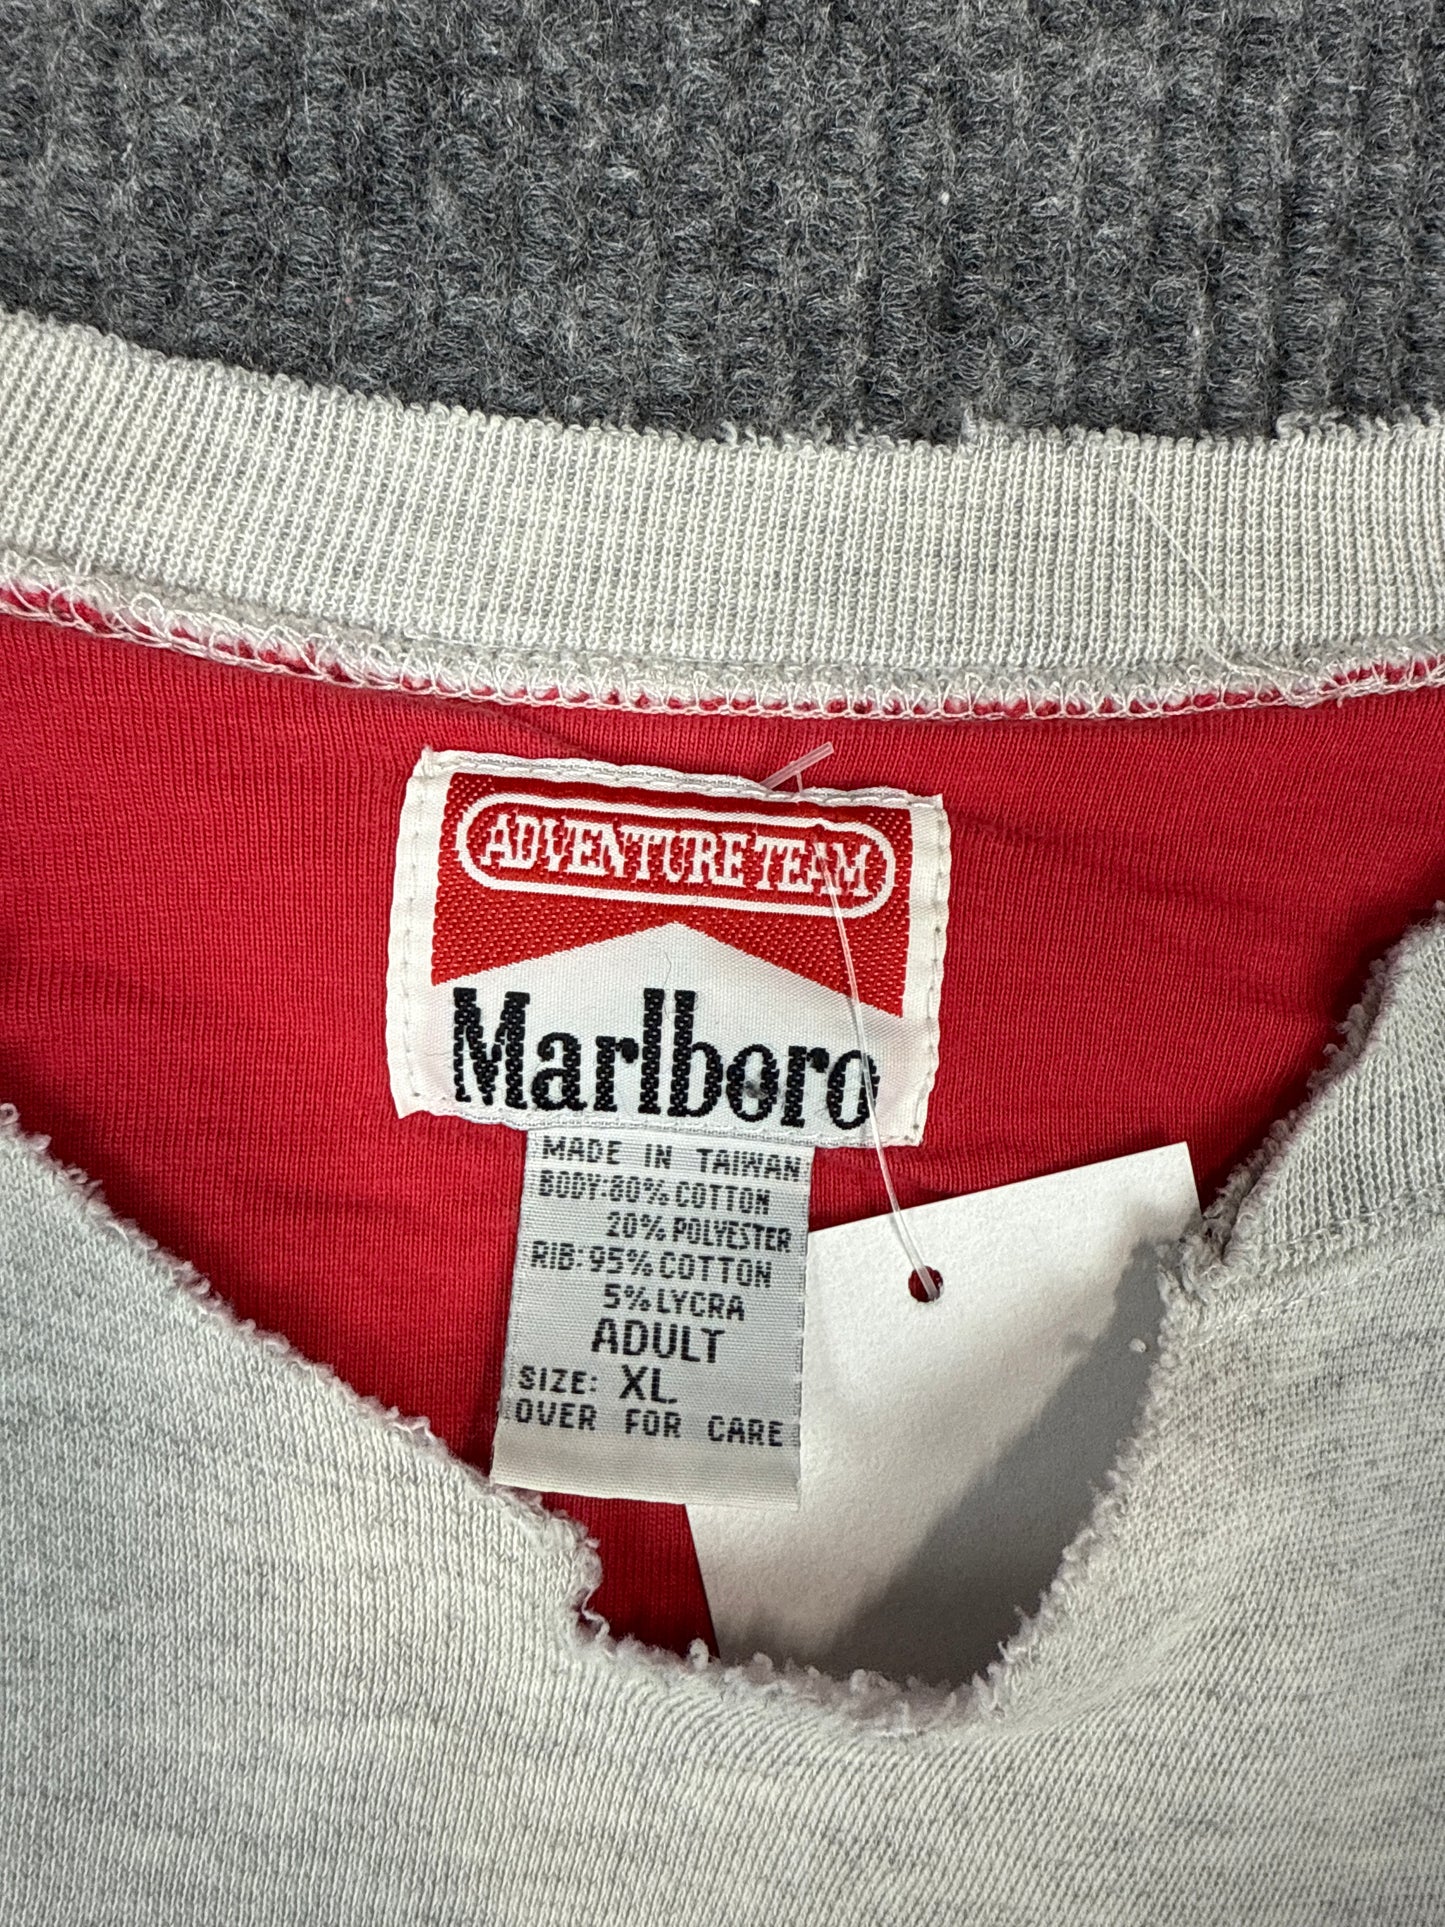 ADVENTURE TEAM
Marlboro
MADE IN TAIWAN
BODY:80% COTTON
20% POLYESTER
RIB:95% COTTON
5% LYCRA
ADULT
SIZE: XL
OVER FOR CARE